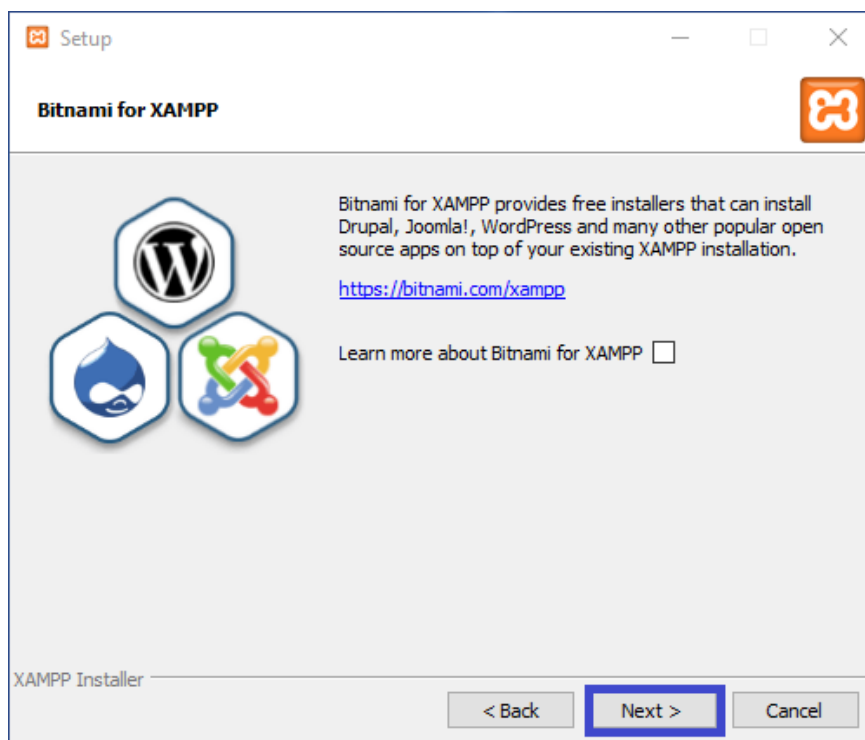 Setup
Bitnami for XAMPP
Bitnami for XAMPP provides free installers that can install
Drupal, Joomla!, WordPress and many other popular open
source apps on top of your existing XAMPP installation.
https://bitnami.com/xampp
Learn more about Bitnami for XAMPP
XAMPP Installer
< Back Next > Cancel